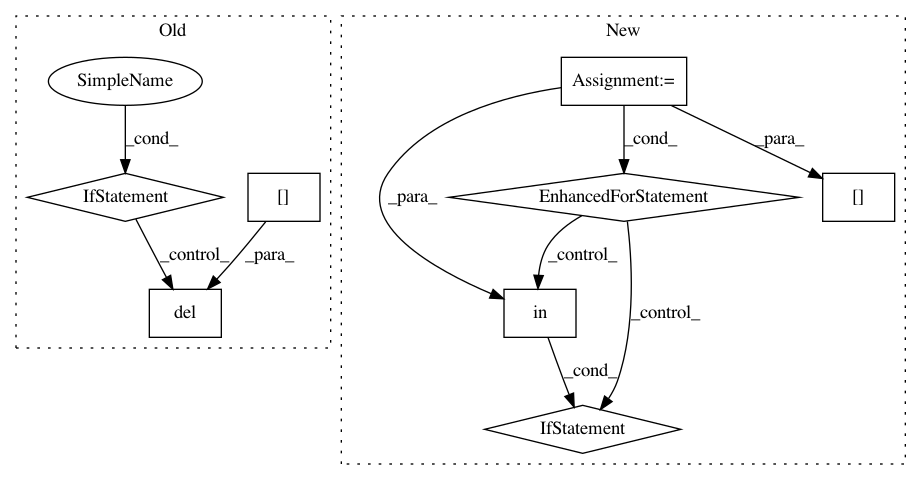 Old
New
SimpleName
Assignment:=
_cond_
_cond_
_para_
IfStatement
[]
_para_
EnhancedForStatement
[]
_control_
_para_
_control_
del
in
_control_
_cond_
IfStatement